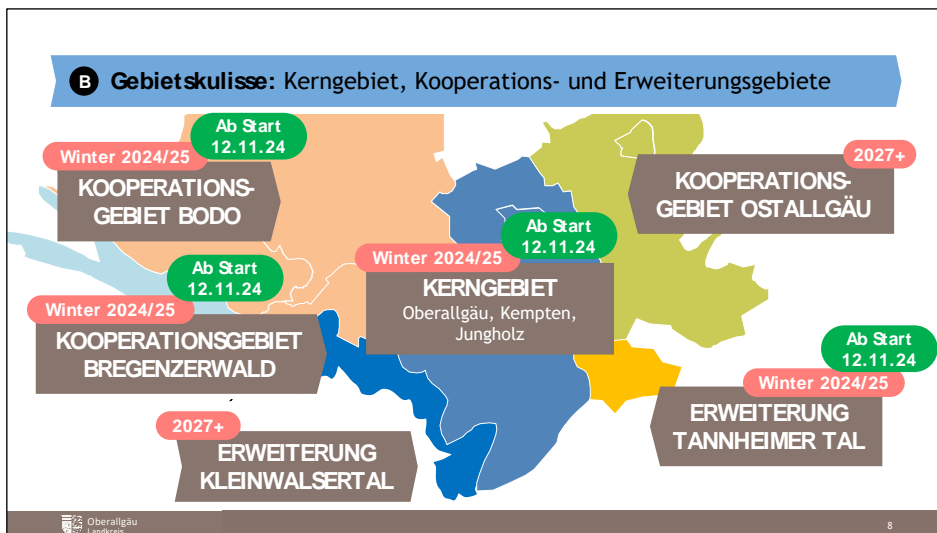 B Gebietskulisse: Kerngebiet, Kooperations- und Erweiterungsgebiete
Ab Start
12.11.24
Winter 2024/25
KOOPERATIONS-
GEBIET BODO
2027+
KOOPERATIONS-
GEBIET OSTALLGÄU
Ab Start
12.11.24
Winter 2024/25
KERNGEBIET
Oberallgäu, Kempten,
Jungholz
Ab Start
12.11.24
Winter 2024/25
KOOPERATIONSGEBIET
BREGENZERWALD
Ab Start
12.11.24
Winter 2024/25
ERWEITERUNG
TANNHEIMER TAL
2027+
ERWEITERUNG
KLEINWALSERTAL
Oberallgäu
Landkreis
8